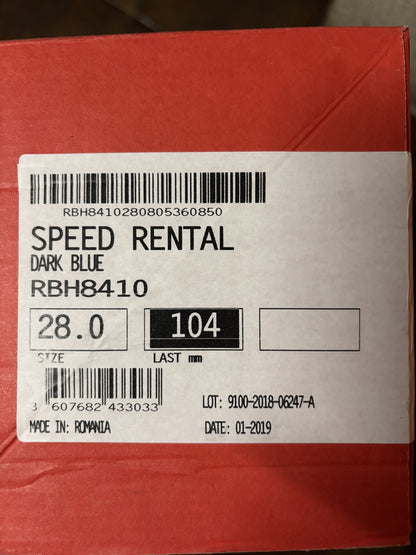 RBH8410280805360850
SPEED RENTAL
DARK BLUE
RBH8410
28.0 104
SIZE LAST mm
3 607682 433033
LOT: 9100-2018-06247-A
MADE IN: ROMANIA DATE: 01-2019